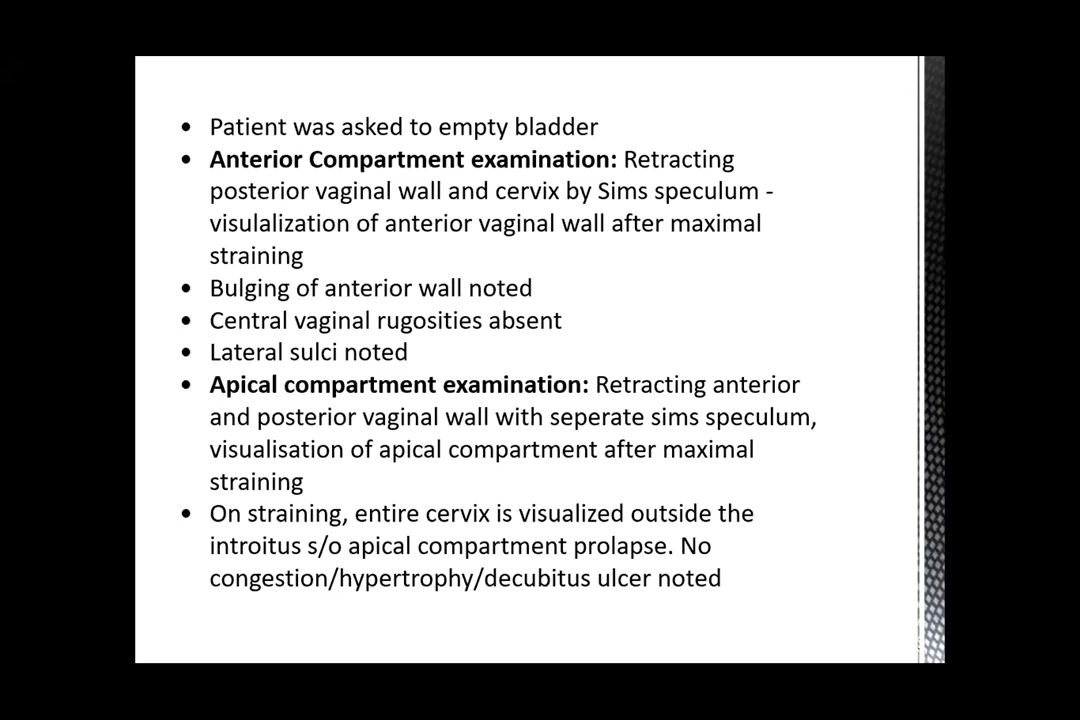 • Patient was asked to empty bladder
• Anterior Compartment examination: Retracting
posterior vaginal wall and cervix by Sims speculum -
visulalization of anterior vaginal wall after maximal
straining
• Bulging of anterior wall noted
• Central vaginal rugosities absent
• Lateral sulci noted
• Apical compartment examination: Retracting anterior
and posterior vaginal wall with seperate sims speculum,
visualisation of apical compartment after maximal
straining
• On straining, entire cervix is visualized outside the
introitus s/o apical compartment prolapse. No
congestion/hypertrophy/decubitus ulcer noted